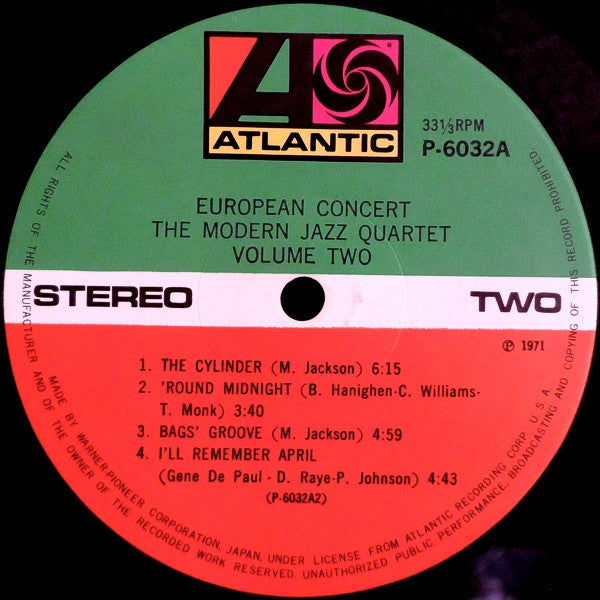 ATLANTIC
33⅓RPM
P-6032A
EUROPEAN CONCERT
THE MODERN JAZZ QUARTET
VOLUME TWO
STEREO
TWO
℗ 1971
1. THE CYLINDER (M. Jackson) 6:15
2. 'ROUND MIDNIGHT (B. Hanighen-C. Williams-
T. Monk) 3:40
3. BAGS' GROOVE (M. Jackson) 4:59
4. I'LL REMEMBER APRIL
(Gene De Paul - D. Raye-P. Johnson) 4:43
(P-6032A2)
MADE BY WARNER-PIONEER CORPORATION, JAPAN, UNDER LICENSE FROM ATLANTIC RECORDING CORP. U.S.A.
ALL RIGHTS OF THE MANUFACTURER AND OF THE OWNER OF THE RECORDED WORK RESERVED. UNAUTHORIZED PUBLIC PERFORMANCE, BROADCASTING AND COPYING OF THIS RECORD PROHIBITED.